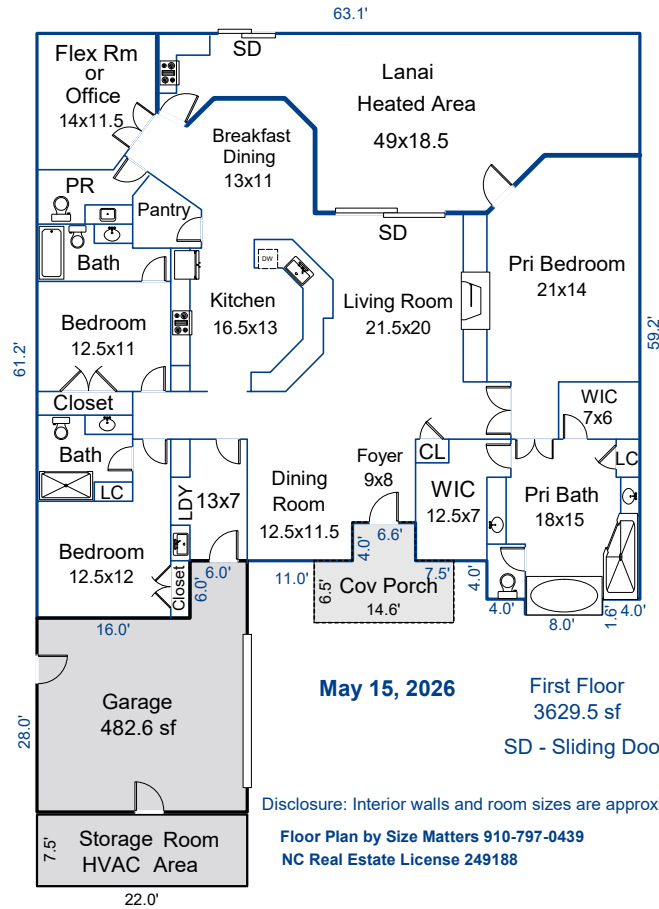 63.1'
SD
Flex Rm
or
Office
14x11.5
Lanai
Heated Area
49x18.5
Breakfast
Dining
13x11
PR
Pantry
SD
Bath
DW
Pri Bedroom
21x14
Kitchen
16.5x13
Living Room
21.5x20
Bedroom
12.5x11
61.2'
59.2'
Closet
WIC
7x6
Bath
LC
CL
Foyer
9x8
LC
LDY
13x7
Dining
Room
12.5x11.5
WIC
12.5x7
Pri Bath
18x15
Bedroom
12.5x12
Closet
6.0'
6.0'
11.0'
4.0'
6.6'
6.5'
Cov Porch
14.6'
7.5'
4.0'
4.0'
8.0'
1.6'
4.0'
16.0'
Garage
482.6 sf
28.0'
May 15, 2026
First Floor
3629.5 sf
SD - Sliding Doo
Disclosure: Interior walls and room sizes are approxi
Floor Plan by Size Matters 910-797-0439
NC Real Estate License 249188
7.5'
Storage Room
HVAC Area
22.0'